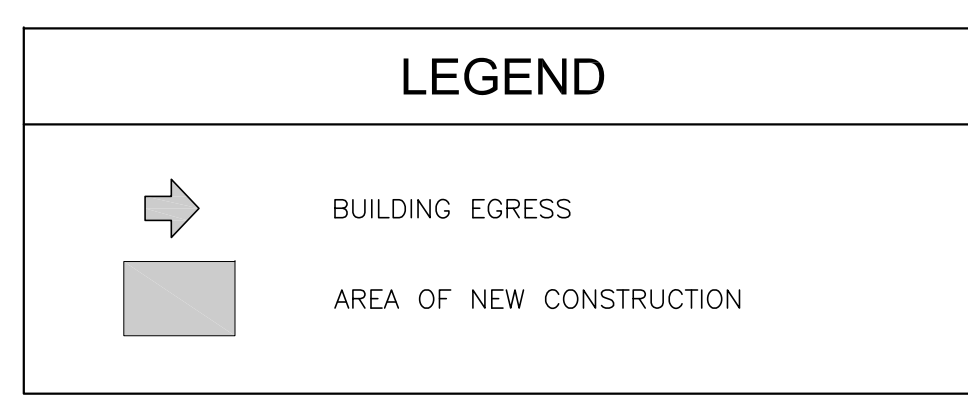 LEGEND
BUILDING EGRESS
AREA OF NEW CONSTRUCTION